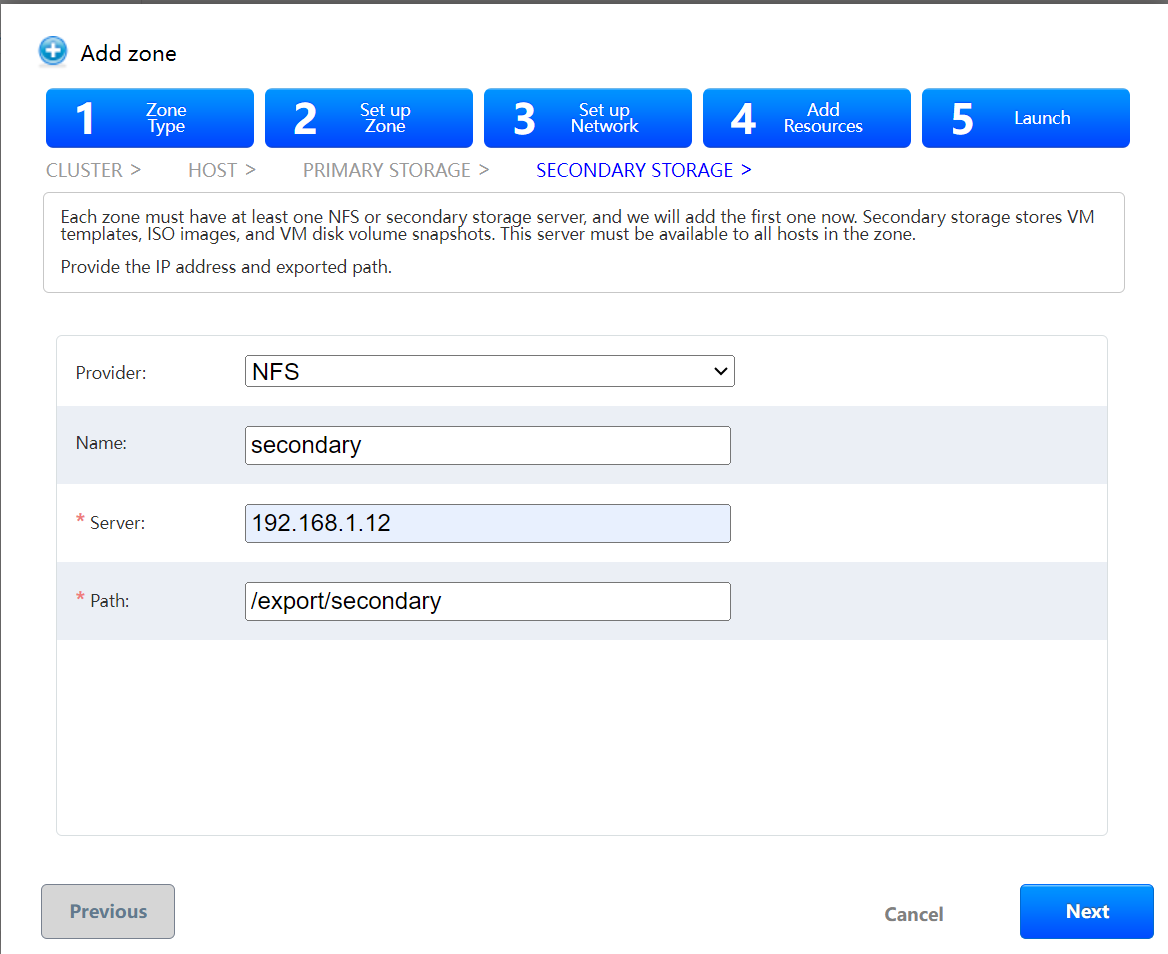 Add zone
1 Zone Type
2 Set up Zone
3 Set up Network
4 Add Resources
5 Launch
CLUSTER > HOST > PRIMARY STORAGE > SECONDARY STORAGE >
Each zone must have at least one NFS or secondary storage server, and we will add the first one now. Secondary storage stores VM
templates, ISO images, and VM disk volume snapshots. This server must be available to all hosts in the zone.
Provide the IP address and exported path.
Provider: NFS
Name: secondary
* Server: 192.168.1.12
* Path: /export/secondary
Previous Cancel Next